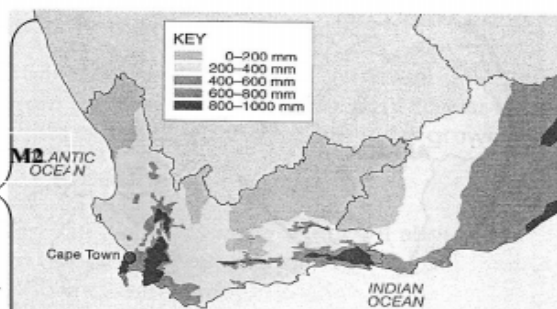 KEY
0–200 mm
200–400 mm
400–600 mm
600–800 mm
800–1000 mm
M2
LANTIC
OCEAN
Cape Town
INDIAN
OCEAN